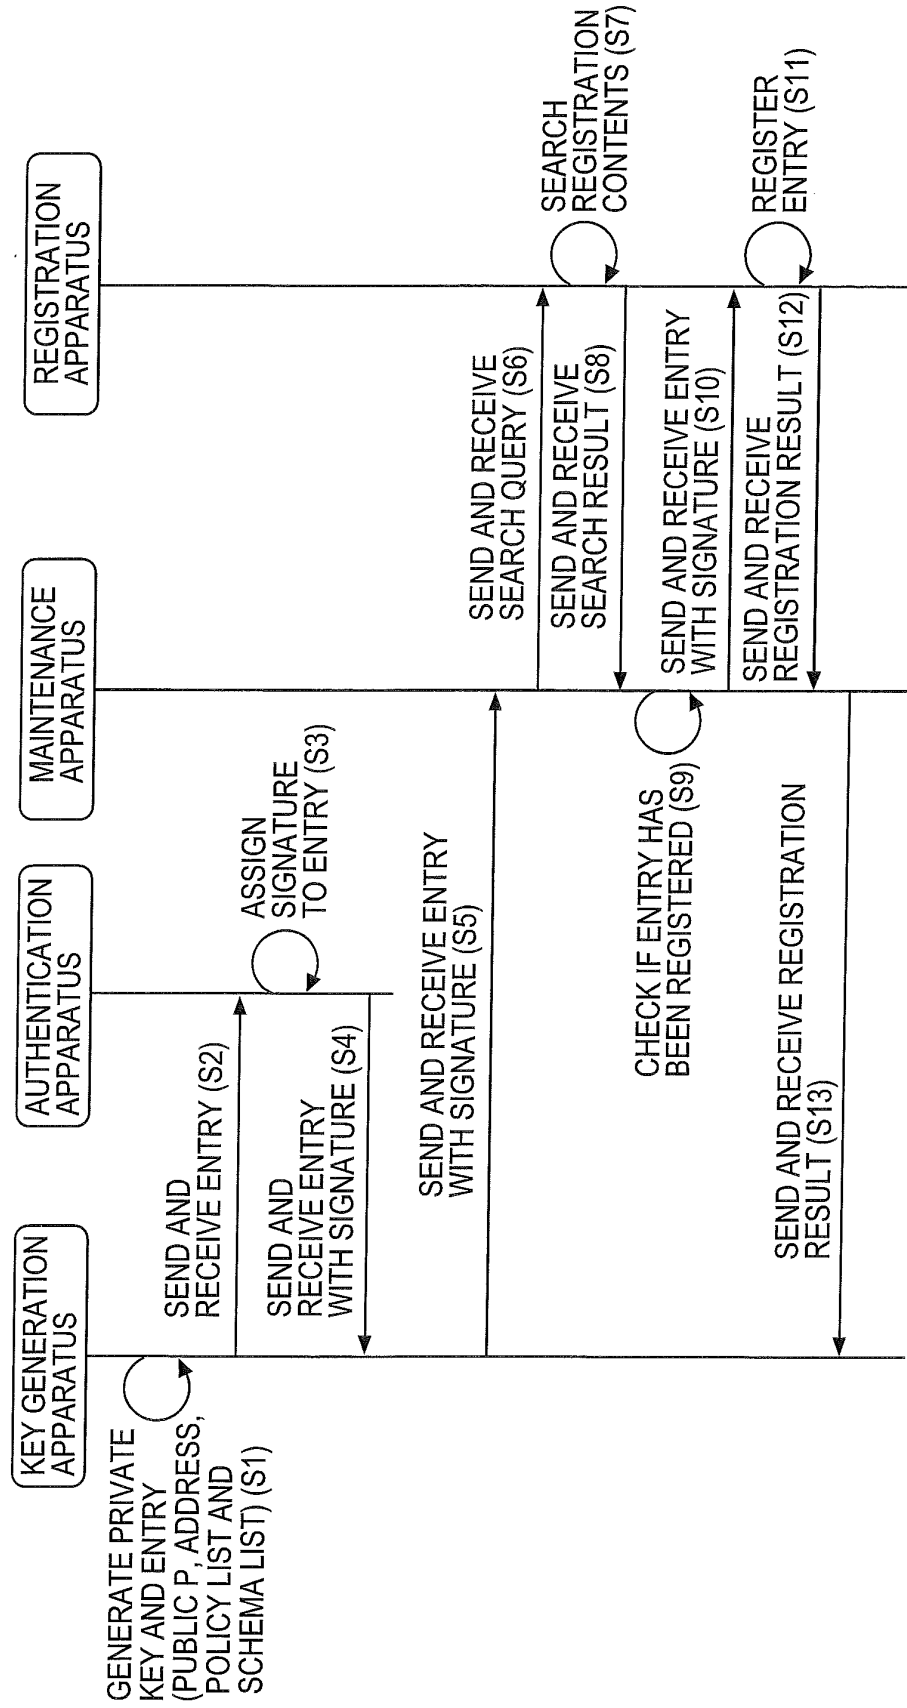 KEY GENERATION
APPARATUS
AUTHENTICATION
APPARATUS
MAINTENANCE
APPARATUS
REGISTRATION
APPARATUS
GENERATE PRIVATE
KEY AND ENTRY
(PUBLIC P, ADDRESS,
POLICY LIST AND
SCHEMA LIST) (S1)
SEND AND
RECEIVE ENTRY (S2)
ASSIGN
SIGNATURE
TO ENTRY (S3)
SEND AND
RECEIVE ENTRY
WITH SIGNATURE (S4)
SEND AND RECEIVE ENTRY
WITH SIGNATURE (S5)
SEND AND RECEIVE
SEARCH QUERY (S6)
SEARCH
REGISTRATION
CONTENTS (S7)
SEND AND RECEIVE
SEARCH RESULT (S8)
CHECK IF ENTRY HAS
BEEN REGISTERED (S9)
SEND AND RECEIVE ENTRY
WITH SIGNATURE (S10)
REGISTER
ENTRY (S11)
SEND AND RECEIVE
REGISTRATION RESULT (S12)
SEND AND RECEIVE REGISTRATION
RESULT (S13)